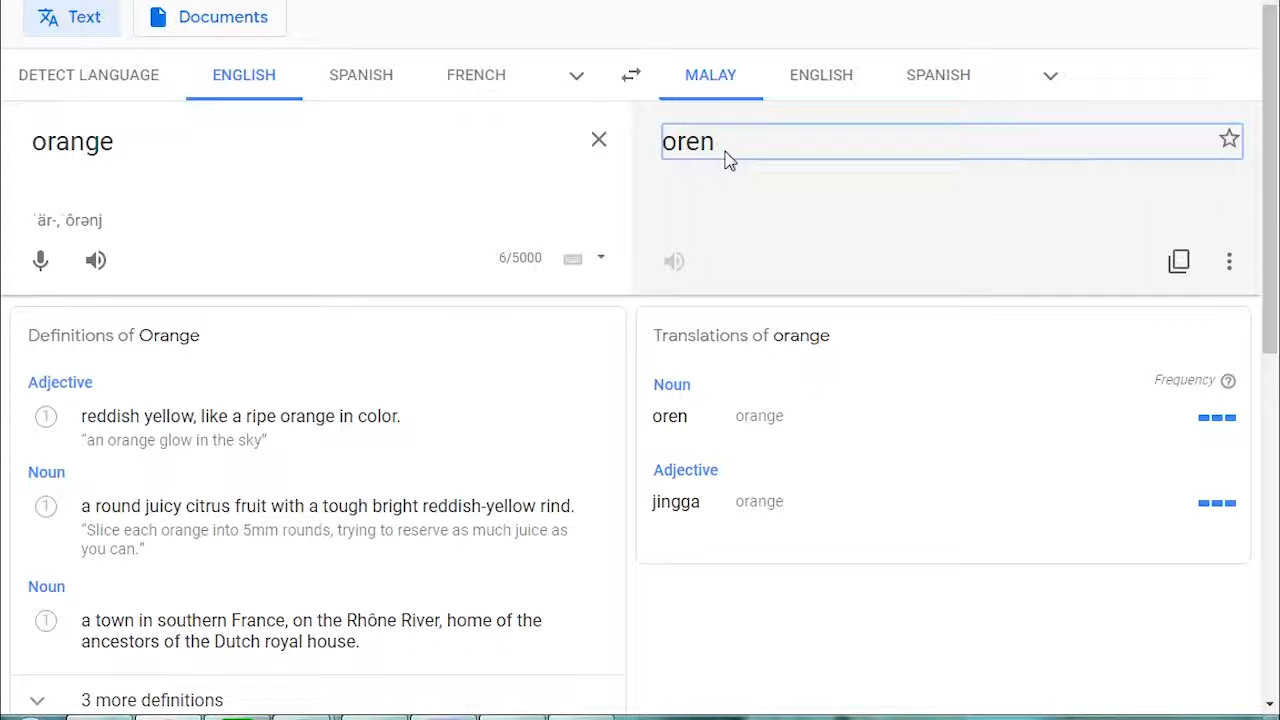 Text Documents
DETECT LANGUAGE ENGLISH SPANISH FRENCH MALAY ENGLISH SPANISH
orange
oren
ˈär-,ˈôrənj
6/5000
Definitions of Orange
Adjective
1 reddish yellow, like a ripe orange in color.
“an orange glow in the sky”
Noun
1 a round juicy citrus fruit with a tough bright reddish-yellow rind.
“Slice each orange into 5mm rounds, trying to reserve as much juice as
you can.”
Noun
1 a town in southern France, on the Rhône River, home of the
ancestors of the Dutch royal house.
3 more definitions
Translations of orange
Noun Frequency
oren orange
Adjective
jingga orange